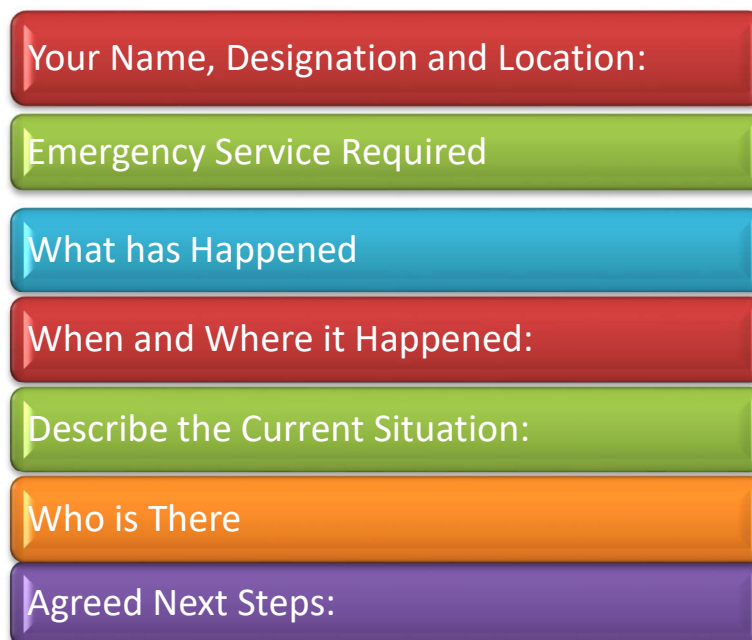 Your Name, Designation and Location:
Emergency Service Required
What has Happened
When and Where it Happened:
Describe the Current Situation:
Who is There
Agreed Next Steps: